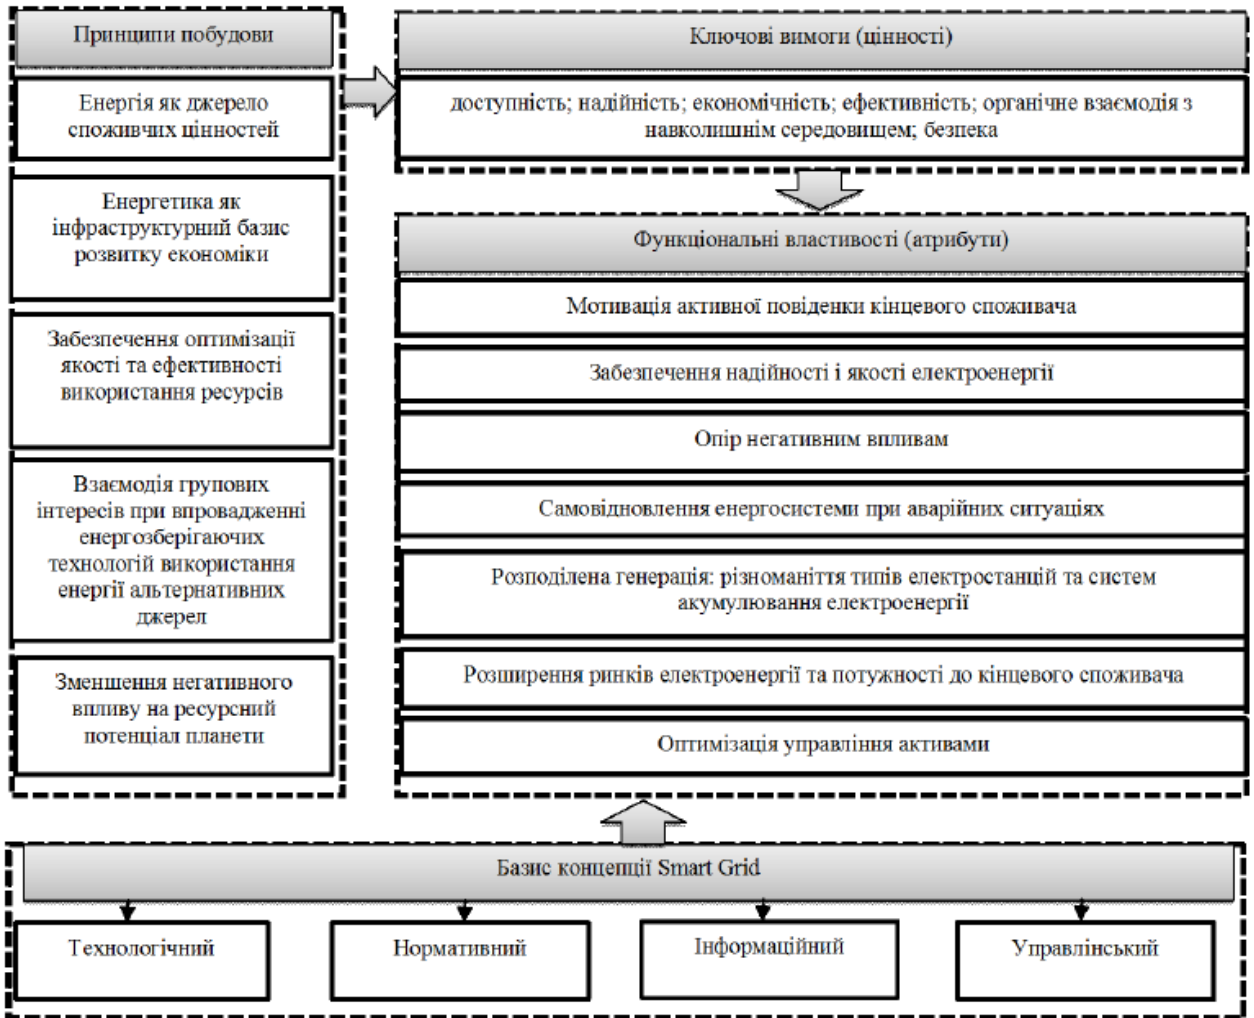 Принципи побудови
Енергія як джерело
споживчих цінностей
Енергетика як
інфраструктурний базис
розвитку економіки
Забезпечення оптимізації
якості та ефективності
використання ресурсів
Взаємодія групових
інтересів при впровадженні
енергозберігаючих
технологій використання
енергії альтернативних
джерел
Зменшення негативного
впливу на ресурсний
потенціал планети
Ключові вимоги (цінності)
доступність; надійність; економічність; ефективність; органічне взаємодія з
навколишнім середовищем; безпека
Функціональні властивості (атрибути)
Мотивація активної повіденки кінцевого споживача
Забезпечення надійності і якості електроенергії
Опір негативним впливам
Самовідновлення енергосистеми при аварійних ситуаціях
Розподілена генерація: різноманіття типів електростанцій та систем
акумулювання електроенергії
Розширення ринків електроенергії та потужності до кінцевого споживача
Оптимізація управління активами
Базис концепції Smart Grid
Технологічний
Нормативний
Інформаційний
Управлінський